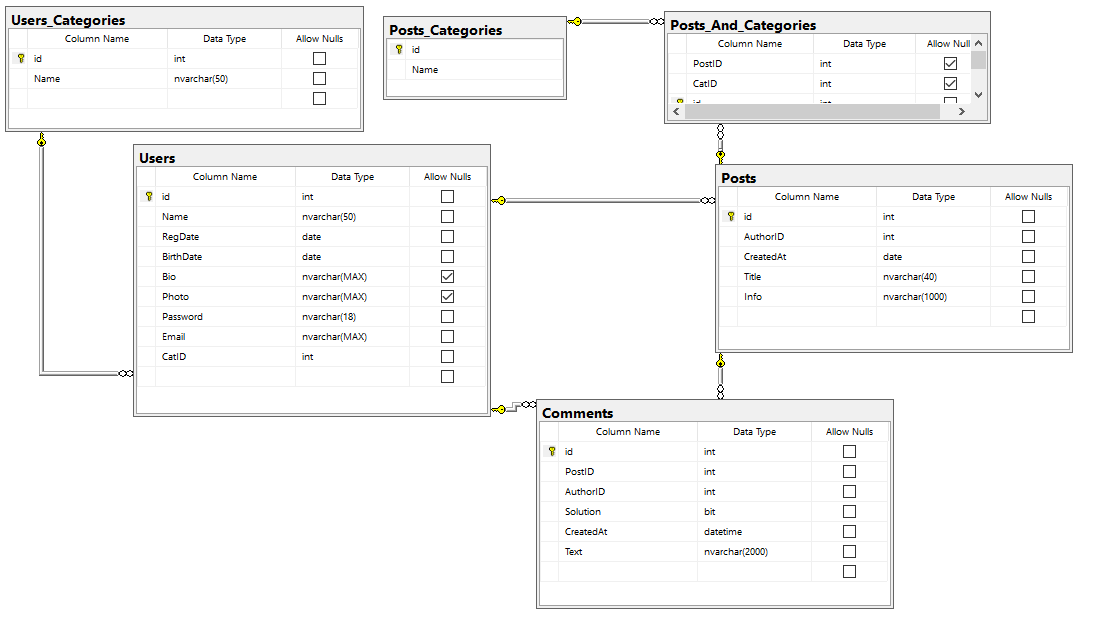 Users_Categories
Column Name Data Type Allow Nulls
id int
Name nvarchar(50)
Posts_Categories
id
Name
Posts_And_Categories
Column Name Data Type Allow Null
PostID int
CatID int
id int
Users
Column Name Data Type Allow Nulls
id int
Name nvarchar(50)
RegDate date
BirthDate date
Bio nvarchar(MAX)
Photo nvarchar(MAX)
Password nvarchar(18)
Email nvarchar(MAX)
CatID int
Posts
Column Name Data Type Allow Nulls
id int
AuthorID int
CreatedAt date
Title nvarchar(40)
Info nvarchar(1000)
Comments
Column Name Data Type Allow Nulls
id int
PostID int
AuthorID int
Solution bit
CreatedAt datetime
Text nvarchar(2000)